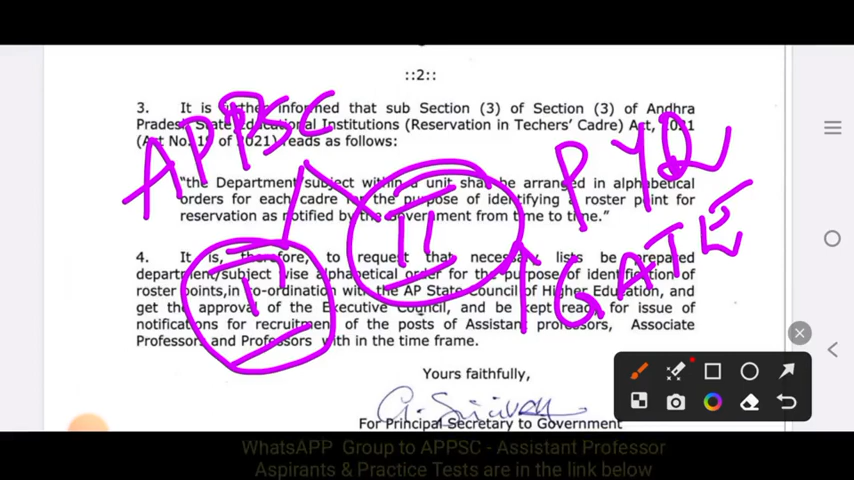 ::2::
3. It is further informed that sub Section (3) of Section (3) of Andhra
Pradesh State Educational Institutions (Reservation in Techers' Cadre) Act, 2021
(Act No.19 of 2021) reads as follows:
"the Department/subject within a unit shall be arranged in alphabetical
orders for each cadre for the purpose of identifying a roster point for
reservation as notified by the Government from time to time."
4. It is, therefore, to request that necessary lists be prepared
department/subject wise alphabetical order for the purpose of identification of
roster points,in co-ordination with the AP State Council of Higher Education, and
get the approval of the Executive Council, and be kept ready for issue of
notifications for recruitment of the posts of Assistant professors, Associate
Professors and Professors with in the time frame.
Yours faithfully,
For Principal Secretary to Government
APPSC
PYQ
GATE
II
WhatsAPP Group to APPSC - Assistant Professor
Aspirants & Practice Tests are in the link below